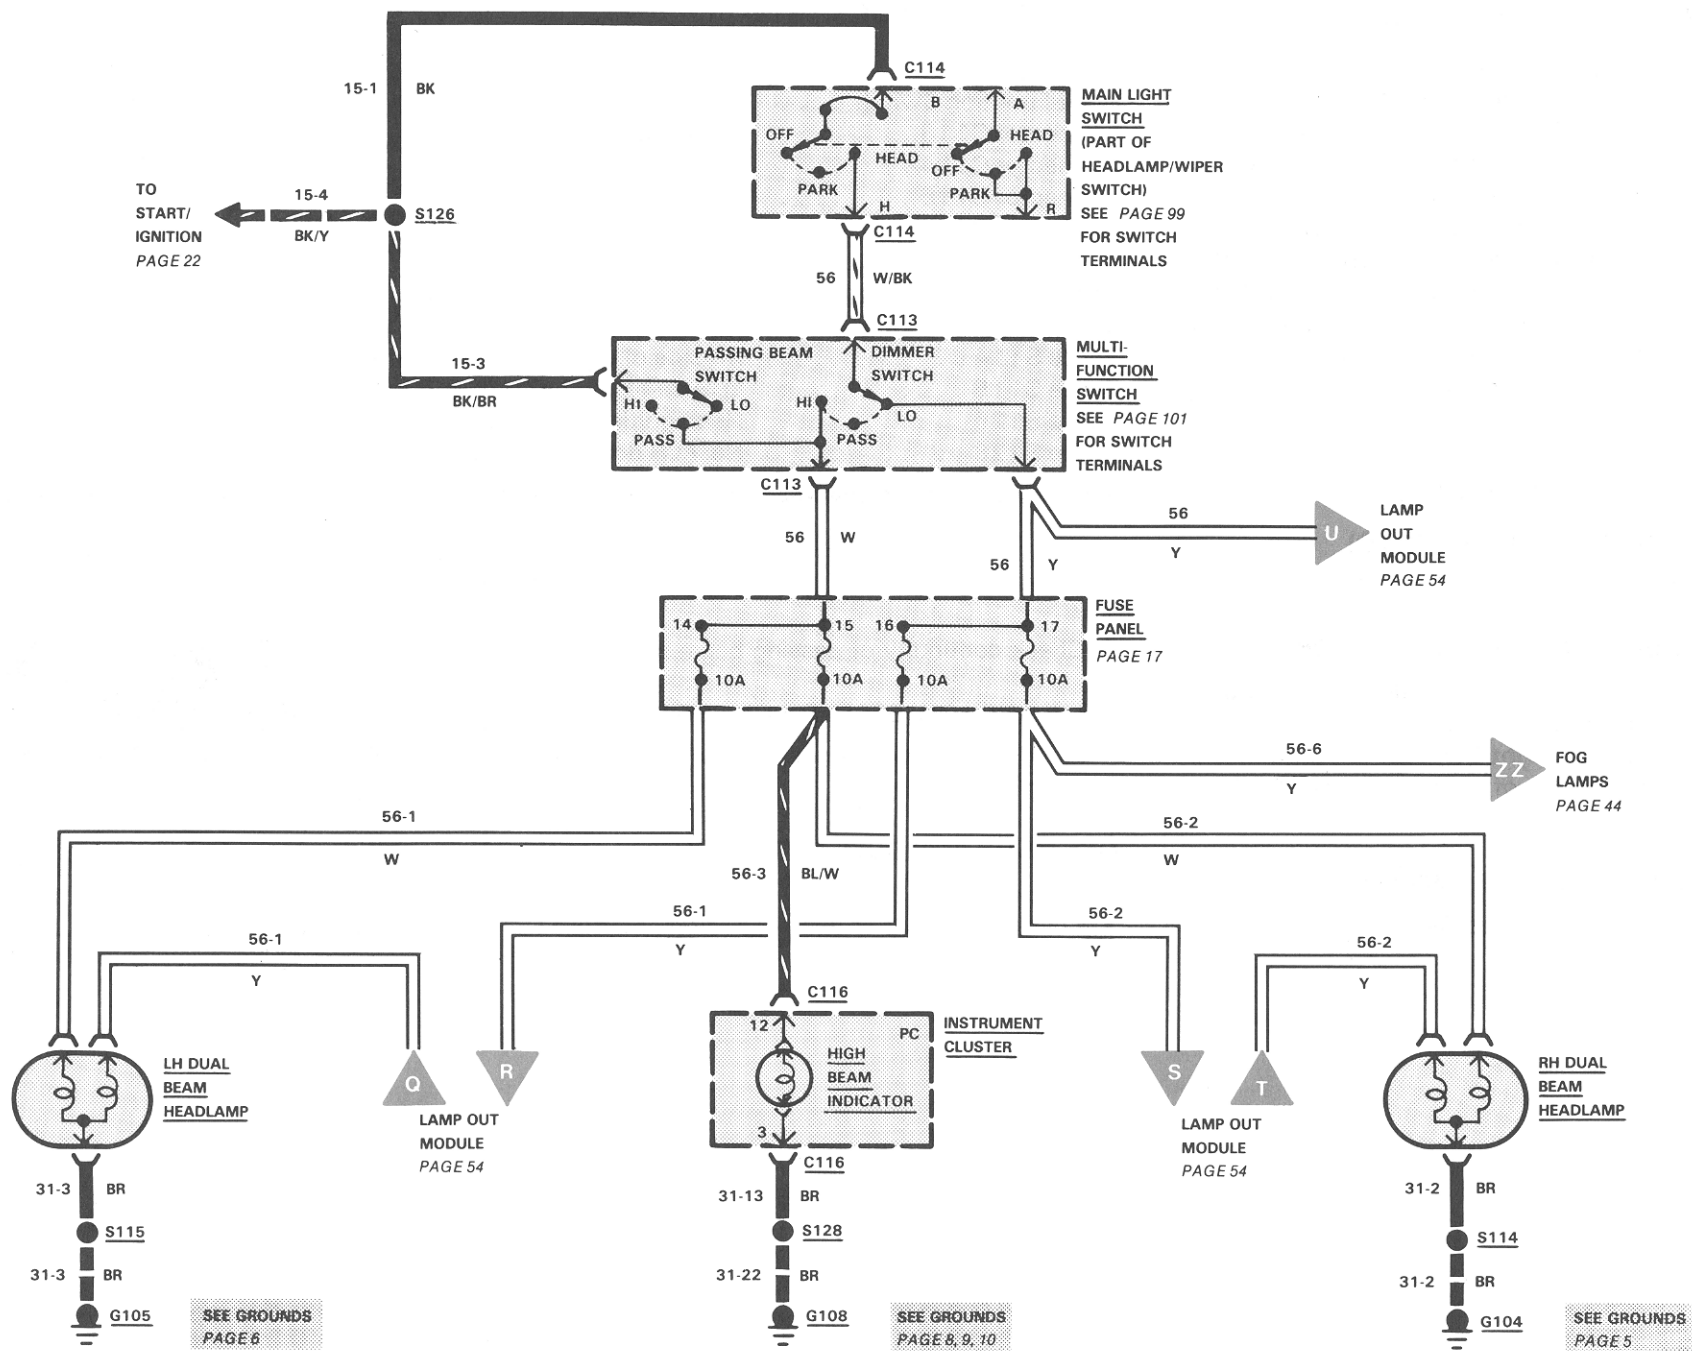 C114
15-1 BK
B A
MAIN LIGHT
SWITCH
(PART OF
HEADLAMP/WIPER
SWITCH)
SEE PAGE 99
FOR SWITCH
TERMINALS
OFF HEAD
HEAD OFF
PARK PARK
H R
TO
START/
IGNITION
PAGE 22
15-4
BK/Y
S126
C114
56 W/BK
C113
PASSING BEAM
SWITCH
DIMMER
SWITCH
MULTI-
FUNCTION
SWITCH
SEE PAGE 101
FOR SWITCH
TERMINALS
15-3
BK/BR
HI LO HI LO
PASS PASS
C113
56 W
56 Y
56
Y
U
LAMP
OUT
MODULE
PAGE 54
FUSE
PANEL
PAGE 17
14 15 16 17
10A 10A 10A 10A
56-6
Y
ZZ
FOG
LAMPS
PAGE 44
56-1
W
56-2
W
56-3 BL/W
56-1
Y
56-2
Y
56-1
Y
56-2
Y
C116
12 PC
INSTRUMENT
CLUSTER
HIGH
BEAM
INDICATOR
3
LH DUAL
BEAM
HEADLAMP
Q R
LAMP OUT
MODULE
PAGE 54
S T
LAMP OUT
MODULE
PAGE 54
RH DUAL
BEAM
HEADLAMP
C116
31-3 BR
S115
31-3 BR
G105
SEE GROUNDS
PAGE 6
31-13 BR
S128
31-22 BR
G108
SEE GROUNDS
PAGE 8, 9, 10
31-2 BR
S114
31-2 BR
G104
SEE GROUNDS
PAGE 5